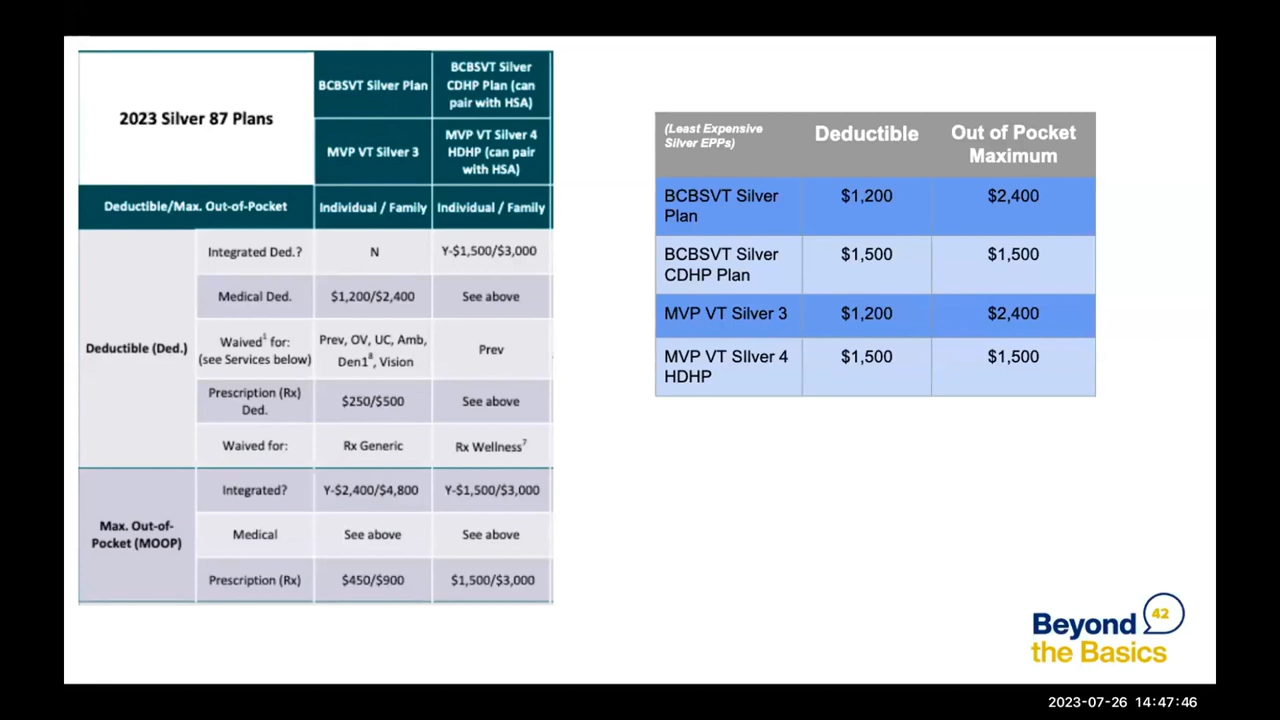 2023 Silver 87 Plans
BCBSVT Silver Plan
BCBSVT Silver
CDHP Plan (can
pair with HSA)
MVP VT Silver 3
MVP VT Silver 4
HDHP (can pair
with HSA)
Deductible/Max. Out-of-Pocket
Individual / Family
Individual / Family
Deductible (Ded.)
Integrated Ded.?
N
Y-$1,500/$3,000
Medical Ded.
$1,200/$2,400
See above
Waived1 for:
(see Services below)
Prev, OV, UC, Amb,
Den18, Vision
Prev
Prescription (Rx)
Ded.
$250/$500
See above
Waived for:
Rx Generic
Rx Wellness7
Max. Out-of-
Pocket (MOOP)
Integrated?
Y-$2,400/$4,800
Y-$1,500/$3,000
Medical
See above
See above
Prescription (Rx)
$450/$900
$1,500/$3,000
(Least Expensive
Silver EPPs)
Deductible
Out of Pocket
Maximum
BCBSVT Silver
Plan
$1,200
$2,400
BCBSVT Silver
CDHP Plan
$1,500
$1,500
MVP VT Silver 3
$1,200
$2,400
MVP VT SIlver 4
HDHP
$1,500
$1,500
42
Beyond
the Basics
2023-07-26 14:47:46